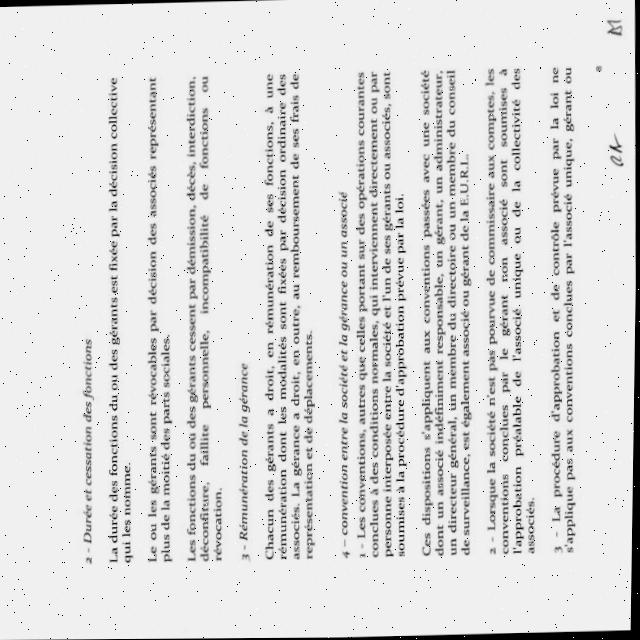 2 - Durée et cessation des fonctions
La durée des fonctions du ou des gérants est fixée par la décision collective
qui les nomme.
Le ou les gérants sont révocables par décision des associés représentant
plus de la moitié des parts sociales.
Les fonctions du où des gérants cessent par démission, décès, interdiction,
déconfiture, faillite personnelle, incompatibilité de fonctions ou
révocation.
3 - Rémunération de la gérance
Chacun des gérants a droit, en rémunération de ses fonctions, à une
rémunération dont les modalités sont fixées par décision ordinaire des
associés. La gérance a droit, en outre, au remboursement de ses frais de
représentation et de déplacements.
4 – convention entre la société et la gérance ou un associé
1 - Les conventions, autres que celles portant sur des opérations courantes
conclues à des conditions normales, qui interviennent directement ou par
personne interposée entre la société et l'un de ses gérants ou associés, sont
soumises à la procédure d'approbation prévue par la loi.
Ces dispositions s'appliquent aux conventions passées avec une société
dont un associé indéfiniment responsable, un gérant, un administrateur,
un directeur général, un membre du directoire ou un membre du conseil
de surveillance, est également associé ou gérant de la E.U.R.L.
2 - Lorsque la société n'est pas pourvue de commissaire aux comptes, les
conventions conclues par le gérant non associé sont soumises à
l'approbation préalable de l'associé unique ou de la collectivité des
associés.
3 - La procédure d'approbation et de contrôle prévue par la loi ne
s'applique pas aux conventions conclues par l'associé unique, gérant ou
8